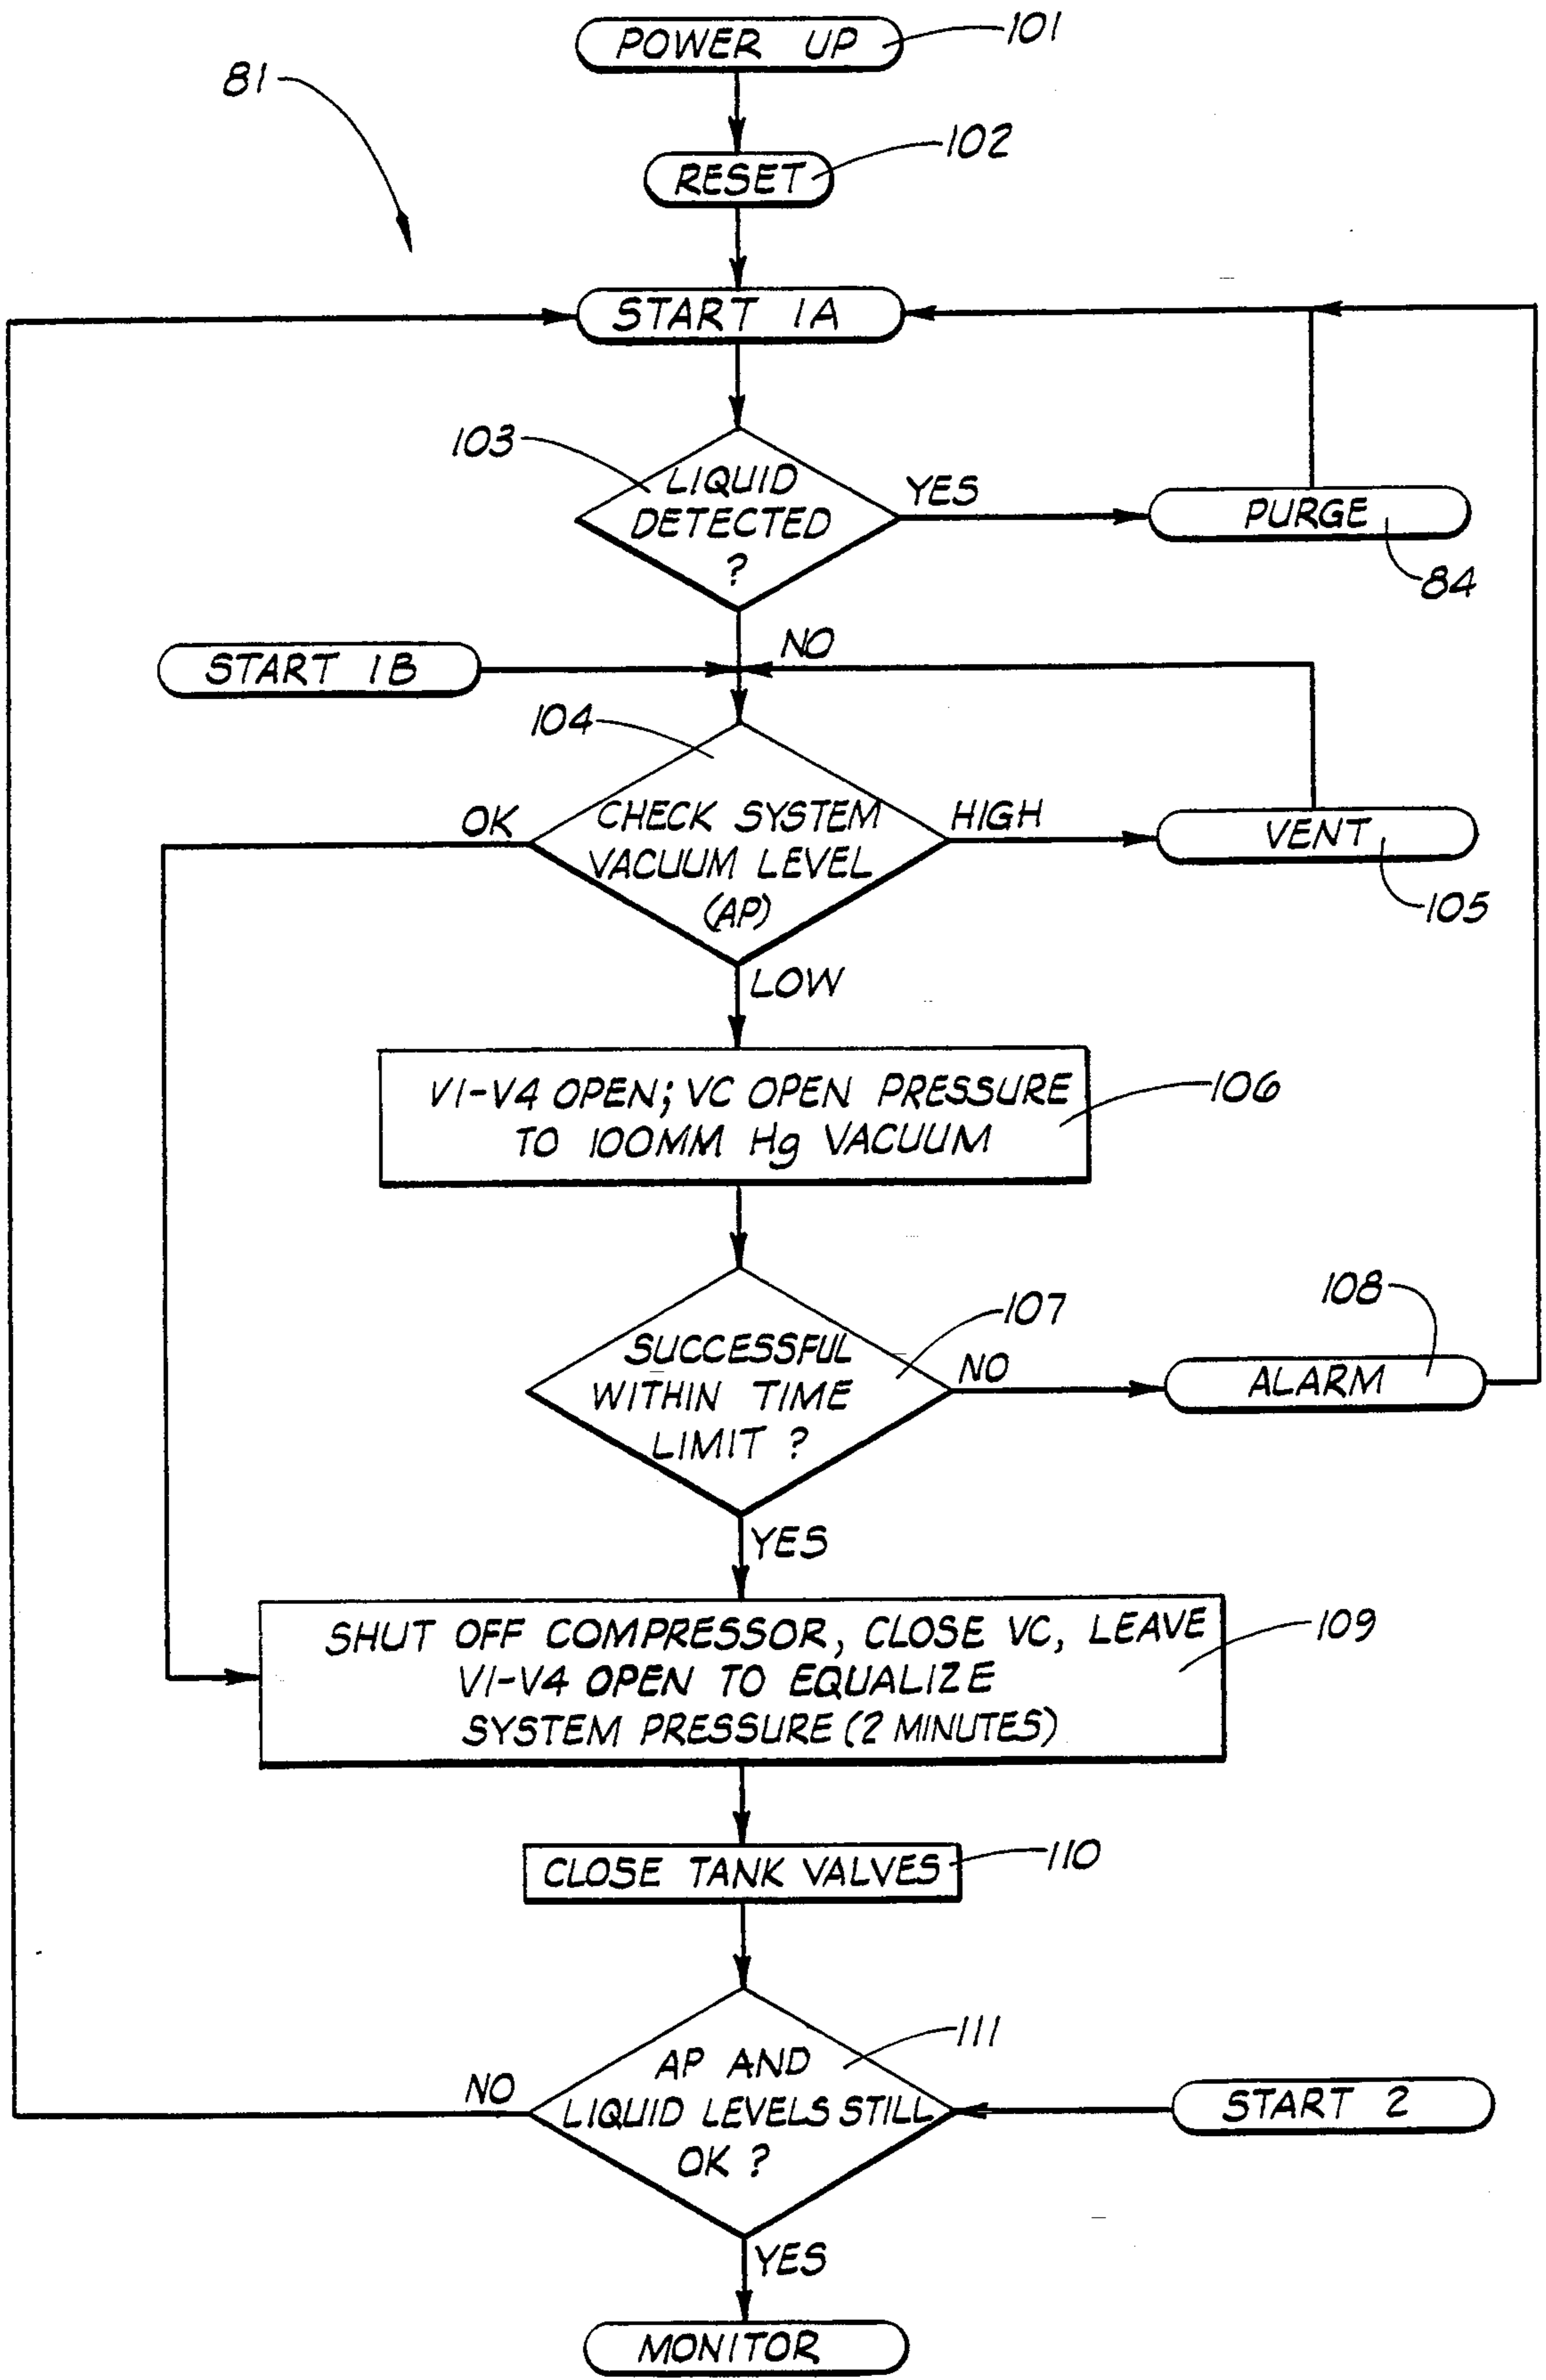 POWER UP
101
81
102
RESET
START 1A
103
LIQUID
DETECTED
?
YES
PURGE
84
NO
START 1B
104
OK
CHECK SYSTEM
VACUUM LEVEL
(AP)
HIGH
VENT
105
LOW
V1-V4 OPEN; VC OPEN PRESSURE
TO 100MM Hg VACUUM
106
107
108
SUCCESSFUL
WITHIN TIME
LIMIT ?
NO
ALARM
YES
SHUT OFF COMPRESSOR, CLOSE VC, LEAVE
V1-V4 OPEN TO EQUALIZE
SYSTEM PRESSURE (2 MINUTES)
109
CLOSE TANK VALVES
110
111
NO
AP AND
LIQUID LEVELS STILL
OK ?
START 2
YES
MONITOR